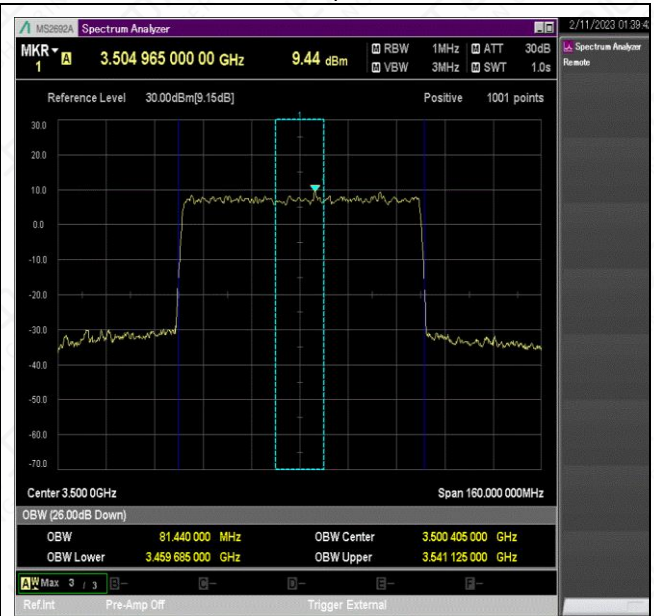 MS2692A Spectrum Analyzer 2/11/2023 01:39:42
MKR A 3.504 965 000 00 GHz 9.44 dBm M RBW 1MHz M ATT 30dB
1 M VBW 3MHz M SWT 1.0s
Spectrum Analyzer
Remote
Reference Level 30.00dBm[9.15dB] Positive 1001 points
1
30.0
20.0
10.0
0.0
-10.0
-20.0
-30.0
-40.0
-50.0
-60.0
-70.0
Center 3.500 0GHz Span 160.000 000MHz
OBW (26.00dB Down)
OBW 81.440 000 MHz OBW Center 3.500 405 000 GHz
OBW Lower 3.459 685 000 GHz OBW Upper 3.541 125 000 GHz
A W Max 3 / 3 B- C- D- E- F-
Ref.Int Pre-Amp Off Trigger External